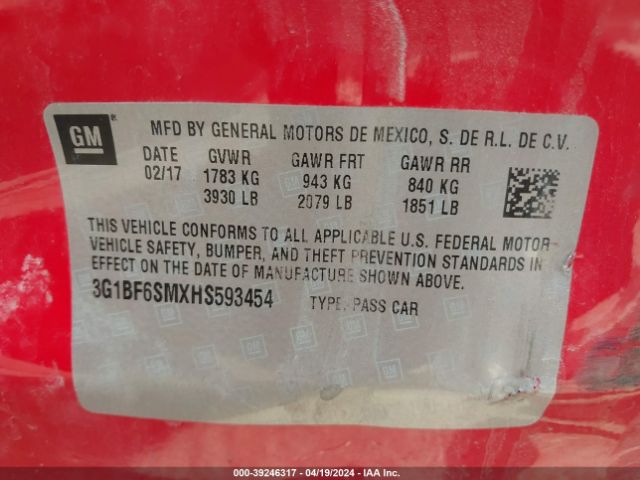 GM
MFD BY GENERAL MOTORS DE MEXICO, S. DE R.L. DE C.V.
DATE GVWR GAWR FRT GAWR RR
02/17 1783 KG 943 KG 840 KG
3930 LB 2079 LB 1851 LB
THIS VEHICLE CONFORMS TO ALL APPLICABLE U.S. FEDERAL MOTOR
VEHICLE SAFETY, BUMPER, AND THEFT PREVENTION STANDARDS IN
EFFECT ON THE DATE OF MANUFACTURE SHOWN ABOVE.
3G1BF6SMXHS593454 TYPE: PASS CAR
000-39246317 - 04/19/2024 - IAA Inc.